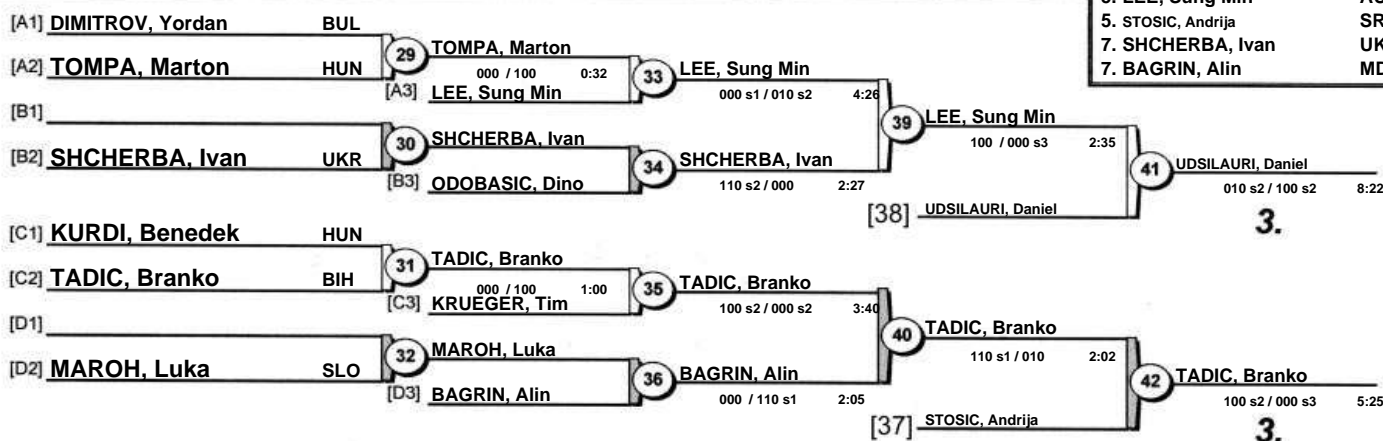 5. STOSIC, Andrija SR
7. SHCHERBA, Ivan UK
7. BAGRIN, Alin MD
[A1] DIMITROV, Yordan BUL
[A2] TOMPA, Marton HUN
29
TOMPA, Marton
000 / 100 0:32
[A3] LEE, Sung Min
33
LEE, Sung Min
000 s1 / 010 s2 4:26
[B1]
[B2] SHCHERBA, Ivan UKR
30
SHCHERBA, Ivan
[B3] ODOBASIC, Dino
34
SHCHERBA, Ivan
110 s2 / 000 2:27
39
LEE, Sung Min
100 / 000 s3 2:35
[38] UDSILAURI, Daniel
41
UDSILAURI, Daniel
010 s2 / 100 s2 8:22
3.
[C1] KURDI, Benedek HUN
[C2] TADIC, Branko BIH
31
TADIC, Branko
000 / 100 1:00
[C3] KRUEGER, Tim
35
TADIC, Branko
100 s2 / 000 s2 3:40
[D1]
[D2] MAROH, Luka SLO
32
MAROH, Luka
[D3] BAGRIN, Alin
36
BAGRIN, Alin
000 / 110 s1 2:05
40
TADIC, Branko
110 s1 / 010 2:02
[37] STOSIC, Andrija
42
TADIC, Branko
100 s2 / 000 s3 5:25
3.